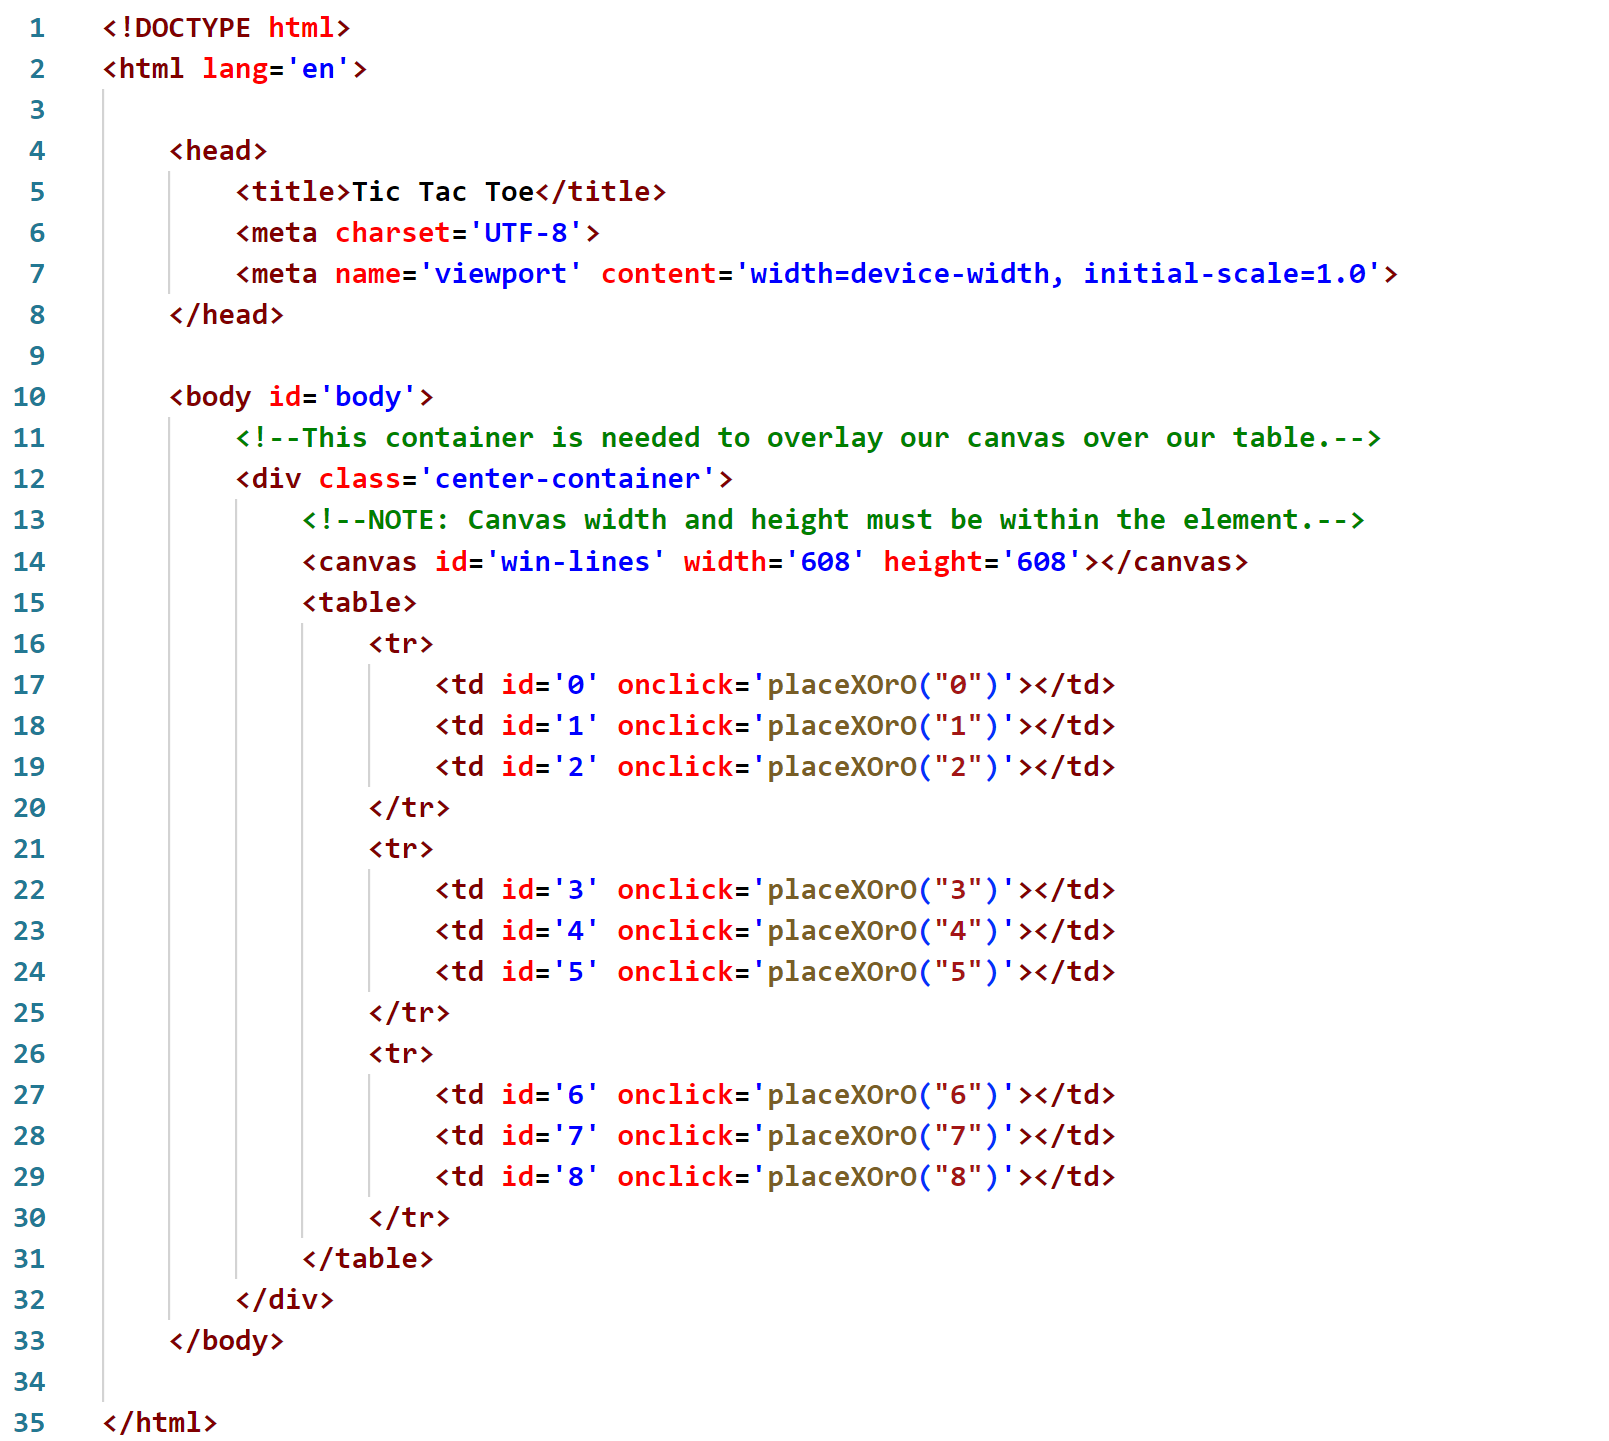 1 <!DOCTYPE html>
2 <html lang='en'>
3
4     <head>
5         <title>Tic Tac Toe</title>
6         <meta charset='UTF-8'>
7         <meta name='viewport' content='width=device-width, initial-scale=1.0'>
8     </head>
9
10     <body id='body'>
11         <!--This container is needed to overlay our canvas over our table.-->
12         <div class='center-container'>
13             <!--NOTE: Canvas width and height must be within the element.-->
14             <canvas id='win-lines' width='608' height='608'></canvas>
15             <table>
16                 <tr>
17                     <td id='0' onclick='placeXOrO("0")'></td>
18                     <td id='1' onclick='placeXOrO("1")'></td>
19                     <td id='2' onclick='placeXOrO("2")'></td>
20                 </tr>
21                 <tr>
22                     <td id='3' onclick='placeXOrO("3")'></td>
23                     <td id='4' onclick='placeXOrO("4")'></td>
24                     <td id='5' onclick='placeXOrO("5")'></td>
25                 </tr>
26                 <tr>
27                     <td id='6' onclick='placeXOrO("6")'></td>
28                     <td id='7' onclick='placeXOrO("7")'></td>
29                     <td id='8' onclick='placeXOrO("8")'></td>
30                 </tr>
31             </table>
32         </div>
33     </body>
34
35 </html>